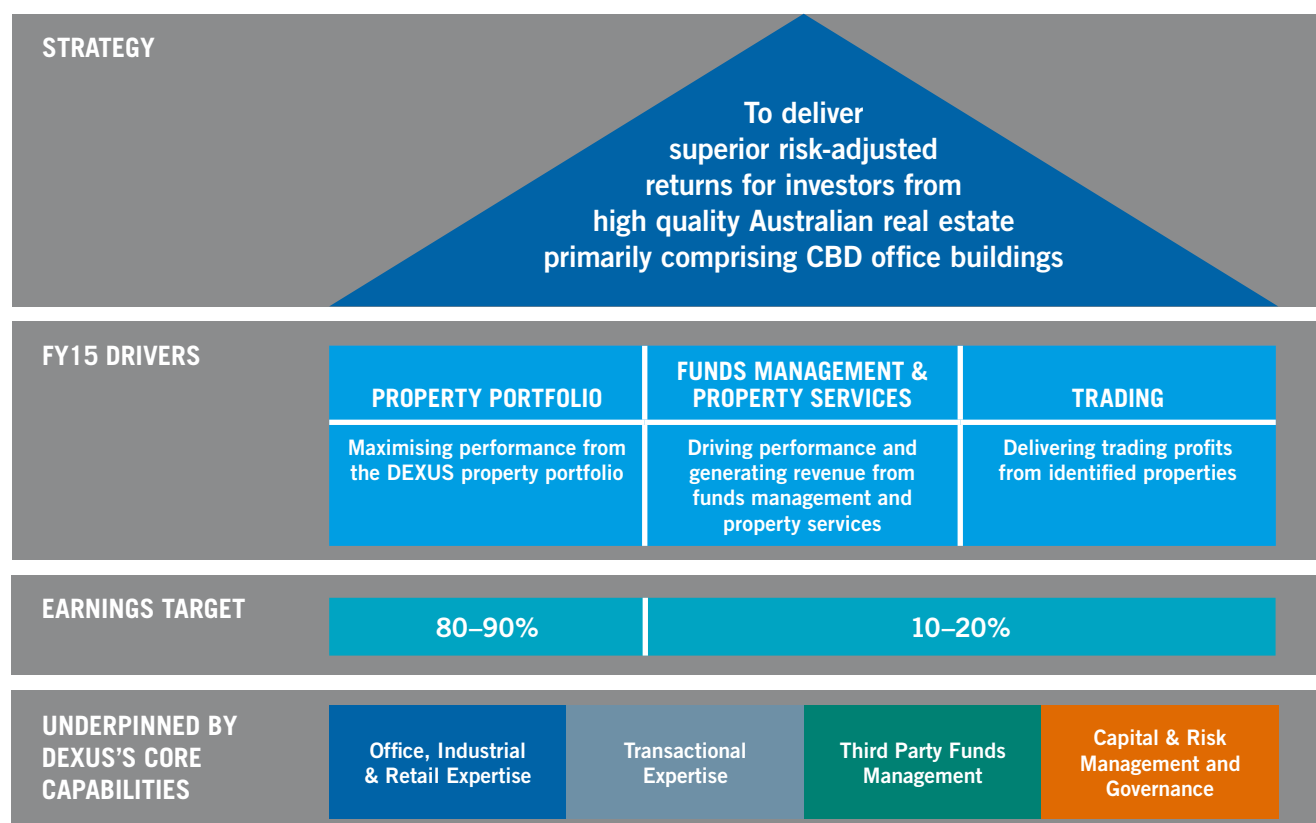 STRATEGY
To deliver
superior risk-adjusted
returns for investors from
high quality Australian real estate
primarily comprising CBD office buildings
FY15 DRIVERS
PROPERTY PORTFOLIO
Maximising performance from
the DEXUS property portfolio
FUNDS MANAGEMENT &
PROPERTY SERVICES
Driving performance and
generating revenue from
funds management and
property services
TRADING
Delivering trading profits
from identified properties
EARNINGS TARGET
80–90%
10–20%
UNDERPINNED BY
DEXUS'S CORE
CAPABILITIES
Office, Industrial
& Retail Expertise
Transactional
Expertise
Third Party Funds
Management
Capital & Risk
Management and
Governance